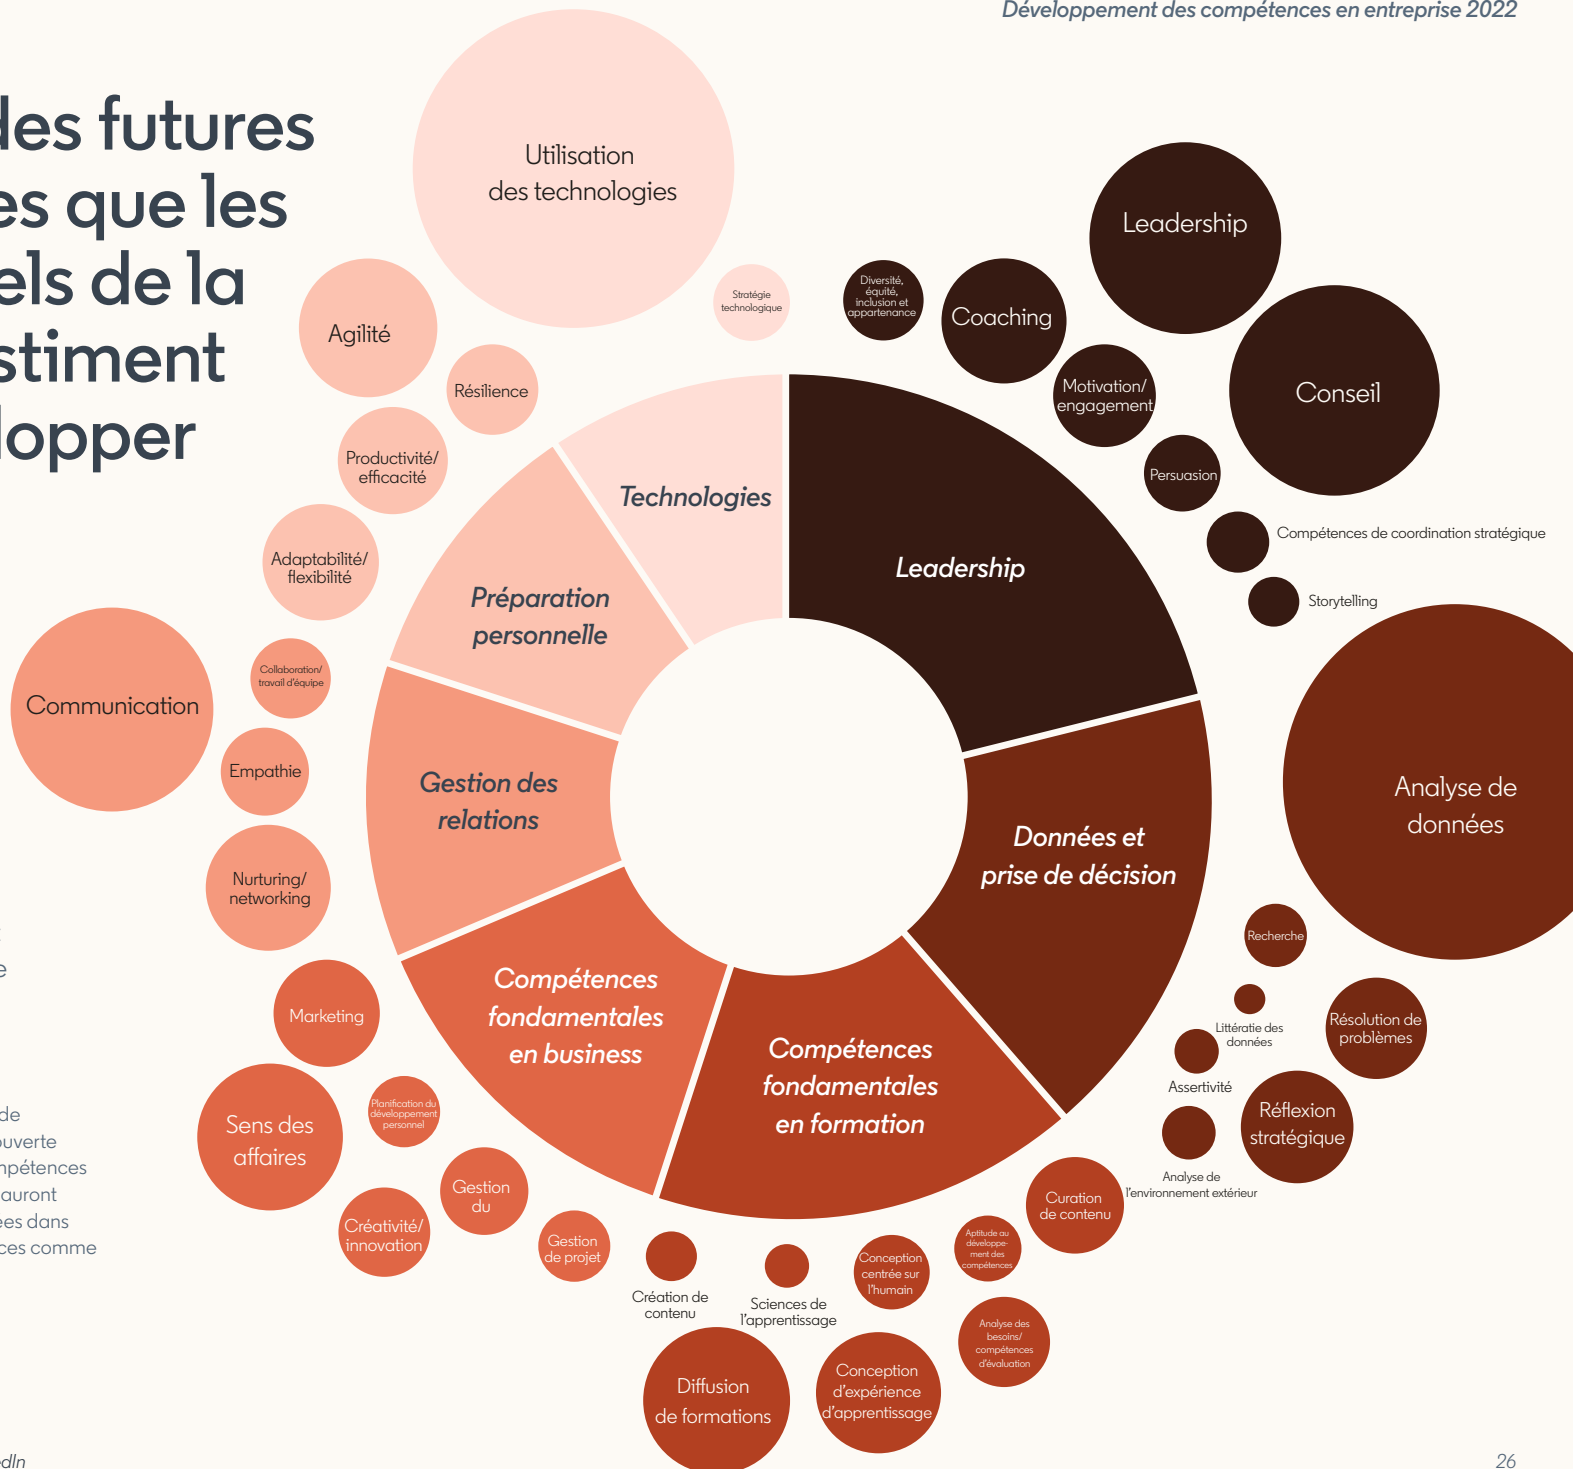 Développement des compétences en entreprise 2022
des futures
es que les
els de la
stiment
lopper
Utilisation
des technologies
Stratégie
technologique
Diversité,
équité,
inclusion et
appartenance
Coaching
Leadership
Motivation/
engagement
Conseil
Persuasion
Compétences de coordination stratégique
Storytelling
Agilité
Résilience
Productivité/
efficacité
Adaptabilité/
flexibilité
Technologies
Leadership
Préparation
personnelle
Gestion des
relations
Données et
prise de décision
Compétences
fondamentales
en business
Compétences
fondamentales
en formation
Communication
Collaboration/
travail d'équipe
Empathie
Nurturing/
networking
Analyse de
données
Recherche
Littératie des
données
Résolution de
problèmes
Assertivité
Réflexion
stratégique
Analyse de
l'environnement extérieur
Marketing
Sens des
affaires
Planification du
développement
personnel
Créativité/
innovation
Gestion
du
Gestion
de projet
Création de
contenu
Sciences de
l'apprentissage
Conception
centrée sur
l'humain
Aptitude au
développe-
ment des
compétences
Curation
de contenu
Diffusion
de formations
Conception
d'expérience
d'apprentissage
Analyse des
besoins/
compétences
d'évaluation
e
de
ouverte
mpétences
auront
ées dans
ces comme
edIn
26